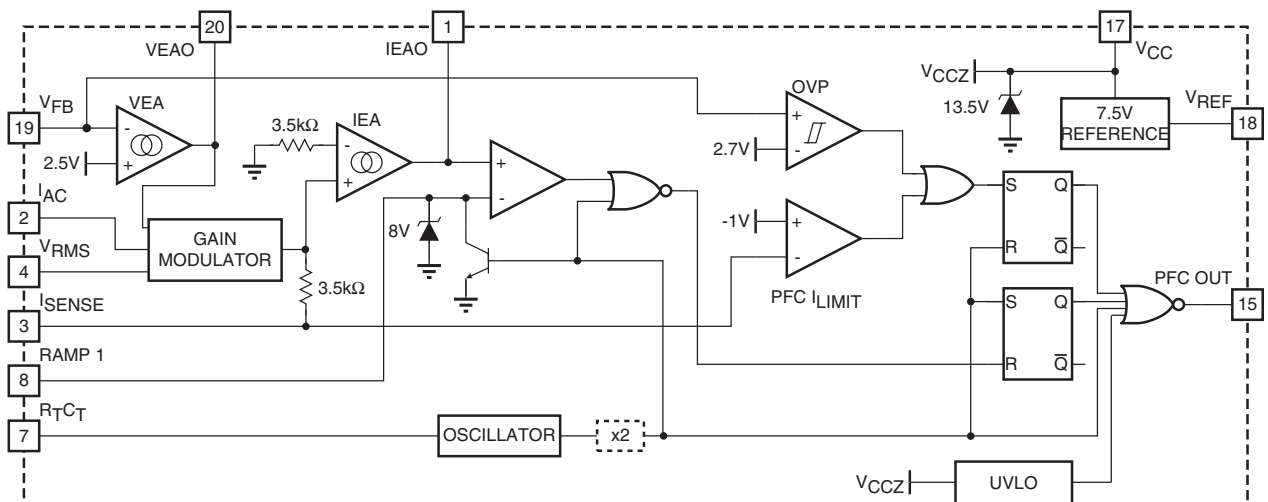 20
1
17
VEAO
IEAO
VCC
VCCZ
VFB
VEA
OVP
13.5V
7.5V
REFERENCE
VREF
19
-
2.5V
+
3.5kΩ
IEA
-
+
+
2.7V
-
18
IAC
2
GAIN
MODULATOR
+
-
8V
S
Q
R
Q
VRMS
4
-1V
+
-
PFC ILIMIT
3.5kΩ
ISENSE
3
S
Q
R
Q
PFC OUT
15
RAMP 1
8
RTCT
7
OSCILLATOR
x2
VCCZ
UVLO